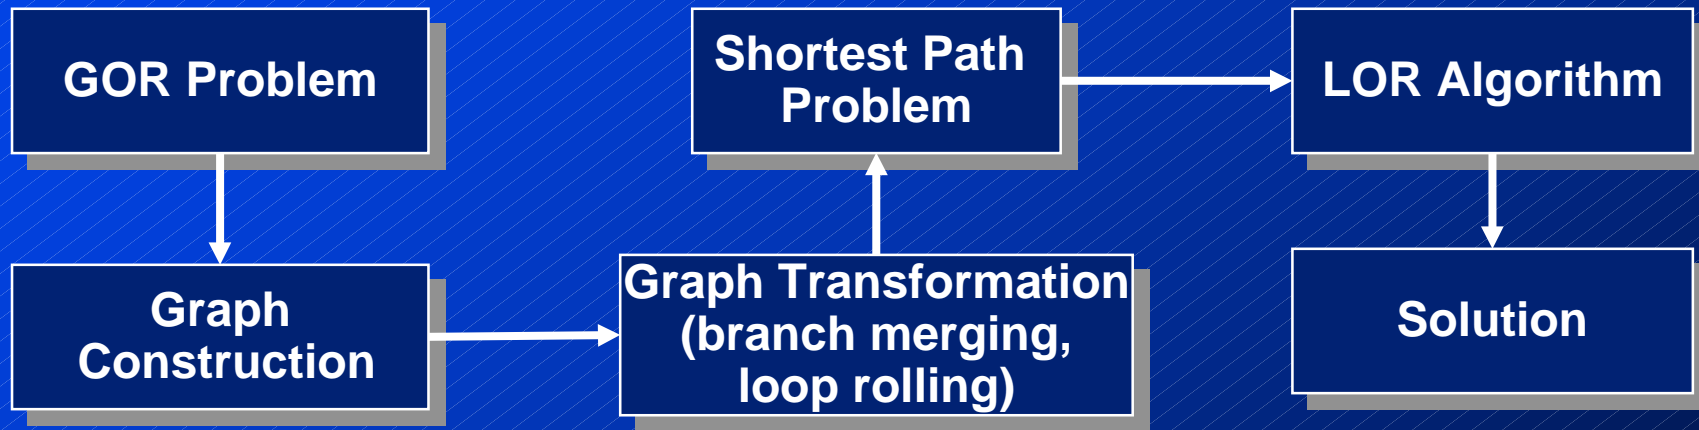 GOR Problem
Graph
Construction
Graph Transformation
(branch merging,
loop rolling)
Shortest Path
Problem
LOR Algorithm
Solution